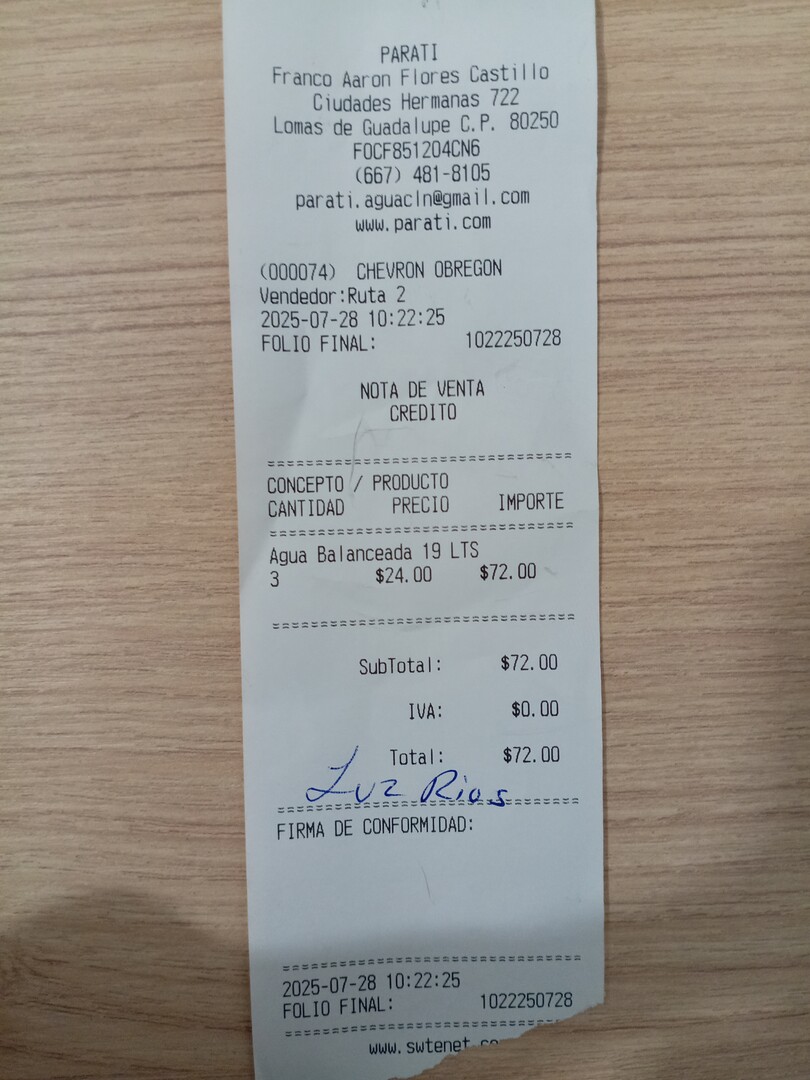 PARATI
Franco Aaron Flores Castillo
Ciudades Hermanas 722
Lomas de Guadalupe C.P. 80250
FOCF851204CN6
(667) 481-8105
parati.aguacln@gmail.com
www.parati.com
(000074) CHEVRON OBREGON
Vendedor:Ruta 2
2025-07-28 10:22:25
FOLIO FINAL: 1022250728
NOTA DE VENTA
CREDITO
==============================
CONCEPTO / PRODUCTO
CANTIDAD PRECIO IMPORTE
==============================
Agua Balanceada 19 LTS
3 $24.00 $72.00
==============================
SubTotal: $72.00
IVA: $0.00
Total: $72.00
Luz Rios
==============================
FIRMA DE CONFORMIDAD:
==============================
2025-07-28 10:22:25
FOLIO FINAL: 1022250728
==============================
www.swtenet.co